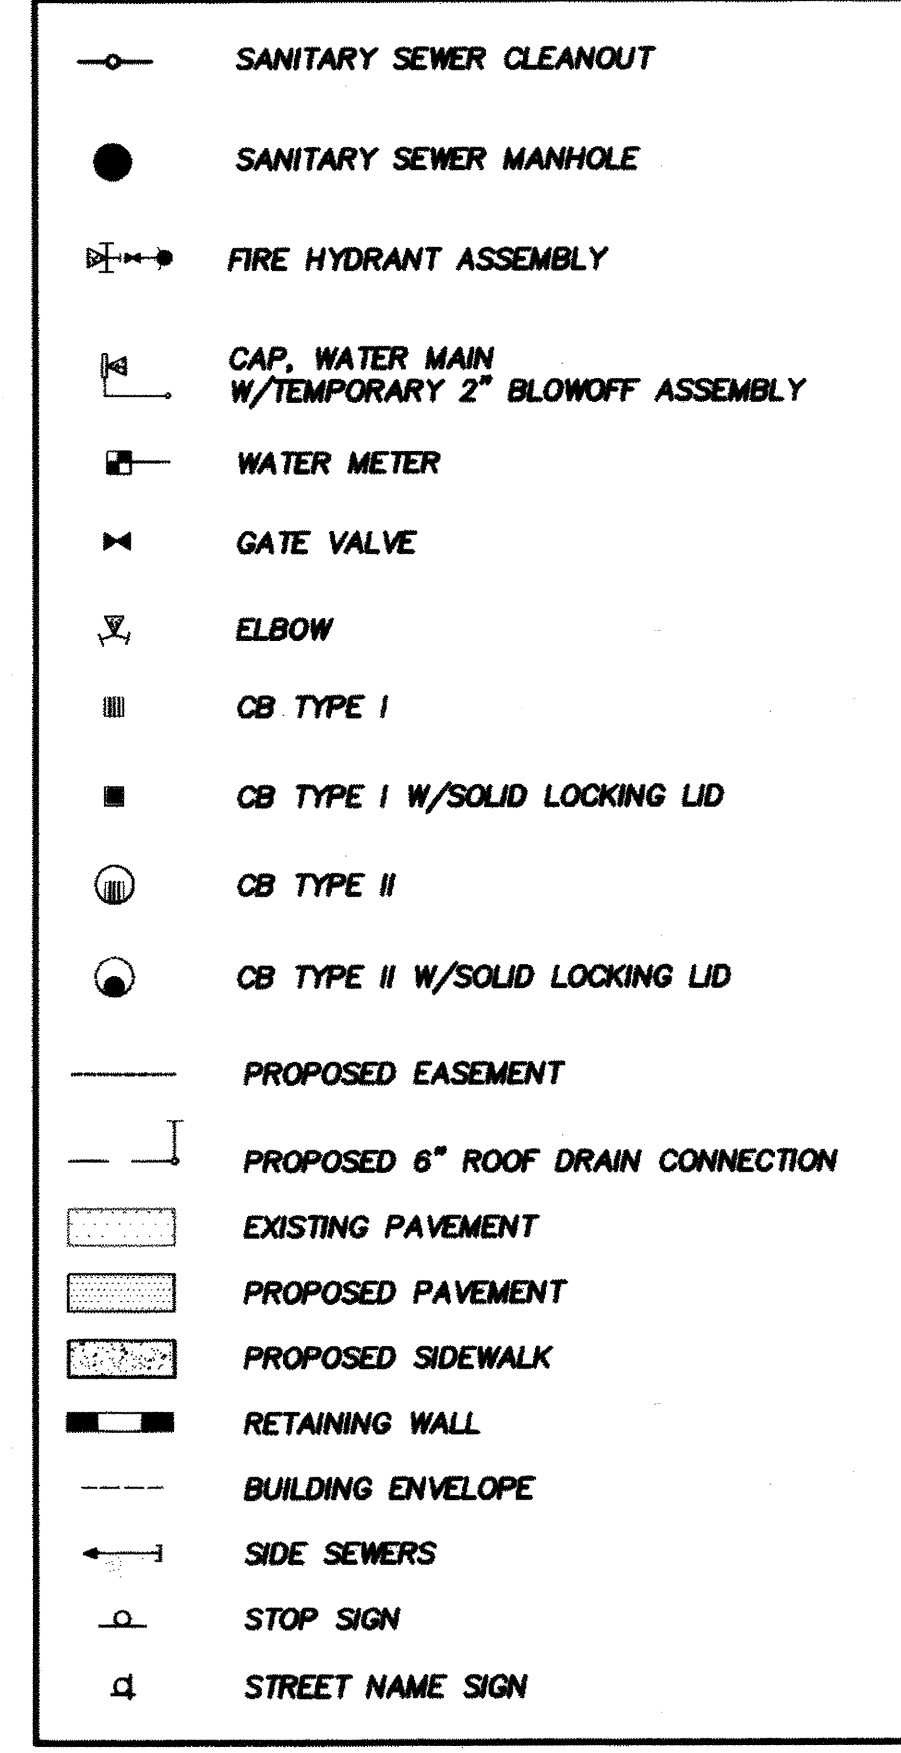 SANITARY SEWER CLEANOUT
SANITARY SEWER MANHOLE
FIRE HYDRANT ASSEMBLY
CAP, WATER MAIN
W/TEMPORARY 2" BLOWOFF ASSEMBLY
WATER METER
GATE VALVE
ELBOW
CB TYPE I
CB TYPE I W/SOLID LOCKING LID
CB TYPE II
CB TYPE II W/SOLID LOCKING LID
PROPOSED EASEMENT
PROPOSED 6" ROOF DRAIN CONNECTION
EXISTING PAVEMENT
PROPOSED PAVEMENT
PROPOSED SIDEWALK
RETAINING WALL
BUILDING ENVELOPE
SIDE SEWERS
STOP SIGN
STREET NAME SIGN